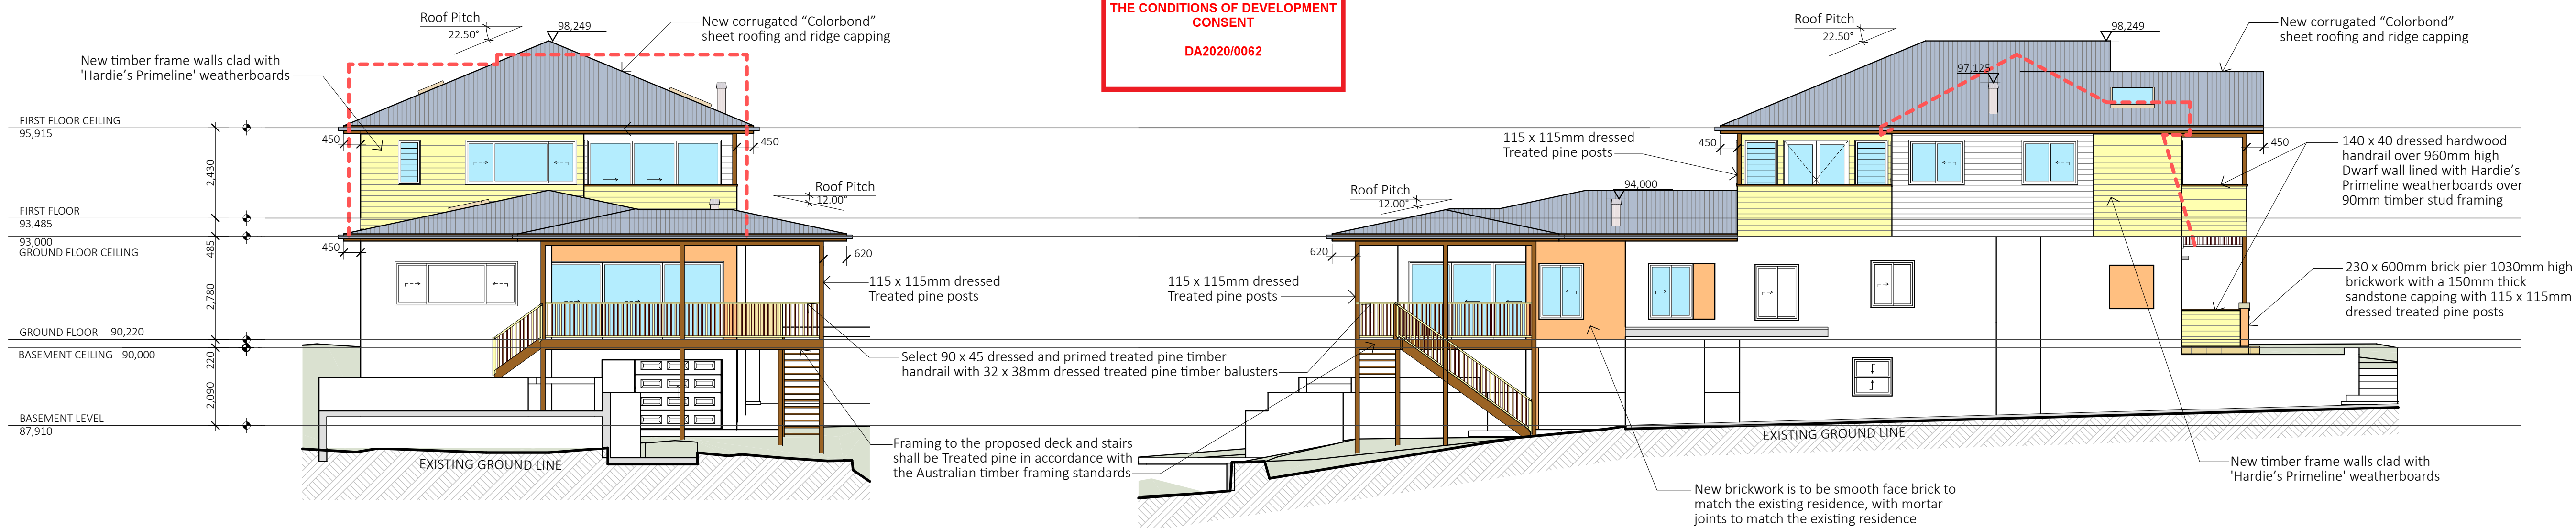 Roof Pitch
22.50°
98,249
New corrugated “Colorbond”
sheet roofing and ridge capping
New timber frame walls clad with
'Hardie's Primeline' weatherboards
FIRST FLOOR CEILING
95,915
450
450
2,430
Roof Pitch
12.00°
FIRST FLOOR
93,485
93,000
GROUND FLOOR CEILING
485
450
620
115 x 115mm dressed
Treated pine posts
2,780
GROUND FLOOR 90,220
BASEMENT CEILING 90,000
220
Select 90 x 45 dressed and primed treated pine timber
handrail with 32 x 38mm dressed treated pine timber balusters
2,090
BASEMENT LEVEL
87,910
Framing to the proposed deck and stairs
shall be Treated pine in accordance with
the Australian timber framing standards
EXISTING GROUND LINE
THE CONDITIONS OF DEVELOPMENT
CONSENT
DA2020/0062
Roof Pitch
22.50°
98,249
New corrugated “Colorbond”
sheet roofing and ridge capping
97,125
115 x 115mm dressed
Treated pine posts
450
450
140 x 40 dressed hardwood
handrail over 960mm high
Dwarf wall lined with Hardie's
Primeline weatherboards over
90mm timber stud framing
Roof Pitch
12.00°
94,000
620
115 x 115mm dressed
Treated pine posts
230 x 600mm brick pier 1030mm high
brickwork with a 150mm thick
sandstone capping with 115 x 115mm
dressed treated pine posts
EXISTING GROUND LINE
New timber frame walls clad with
'Hardie's Primeline' weatherboards
New brickwork is to be smooth face brick to
match the existing residence, with mortar
joints to match the existing residence